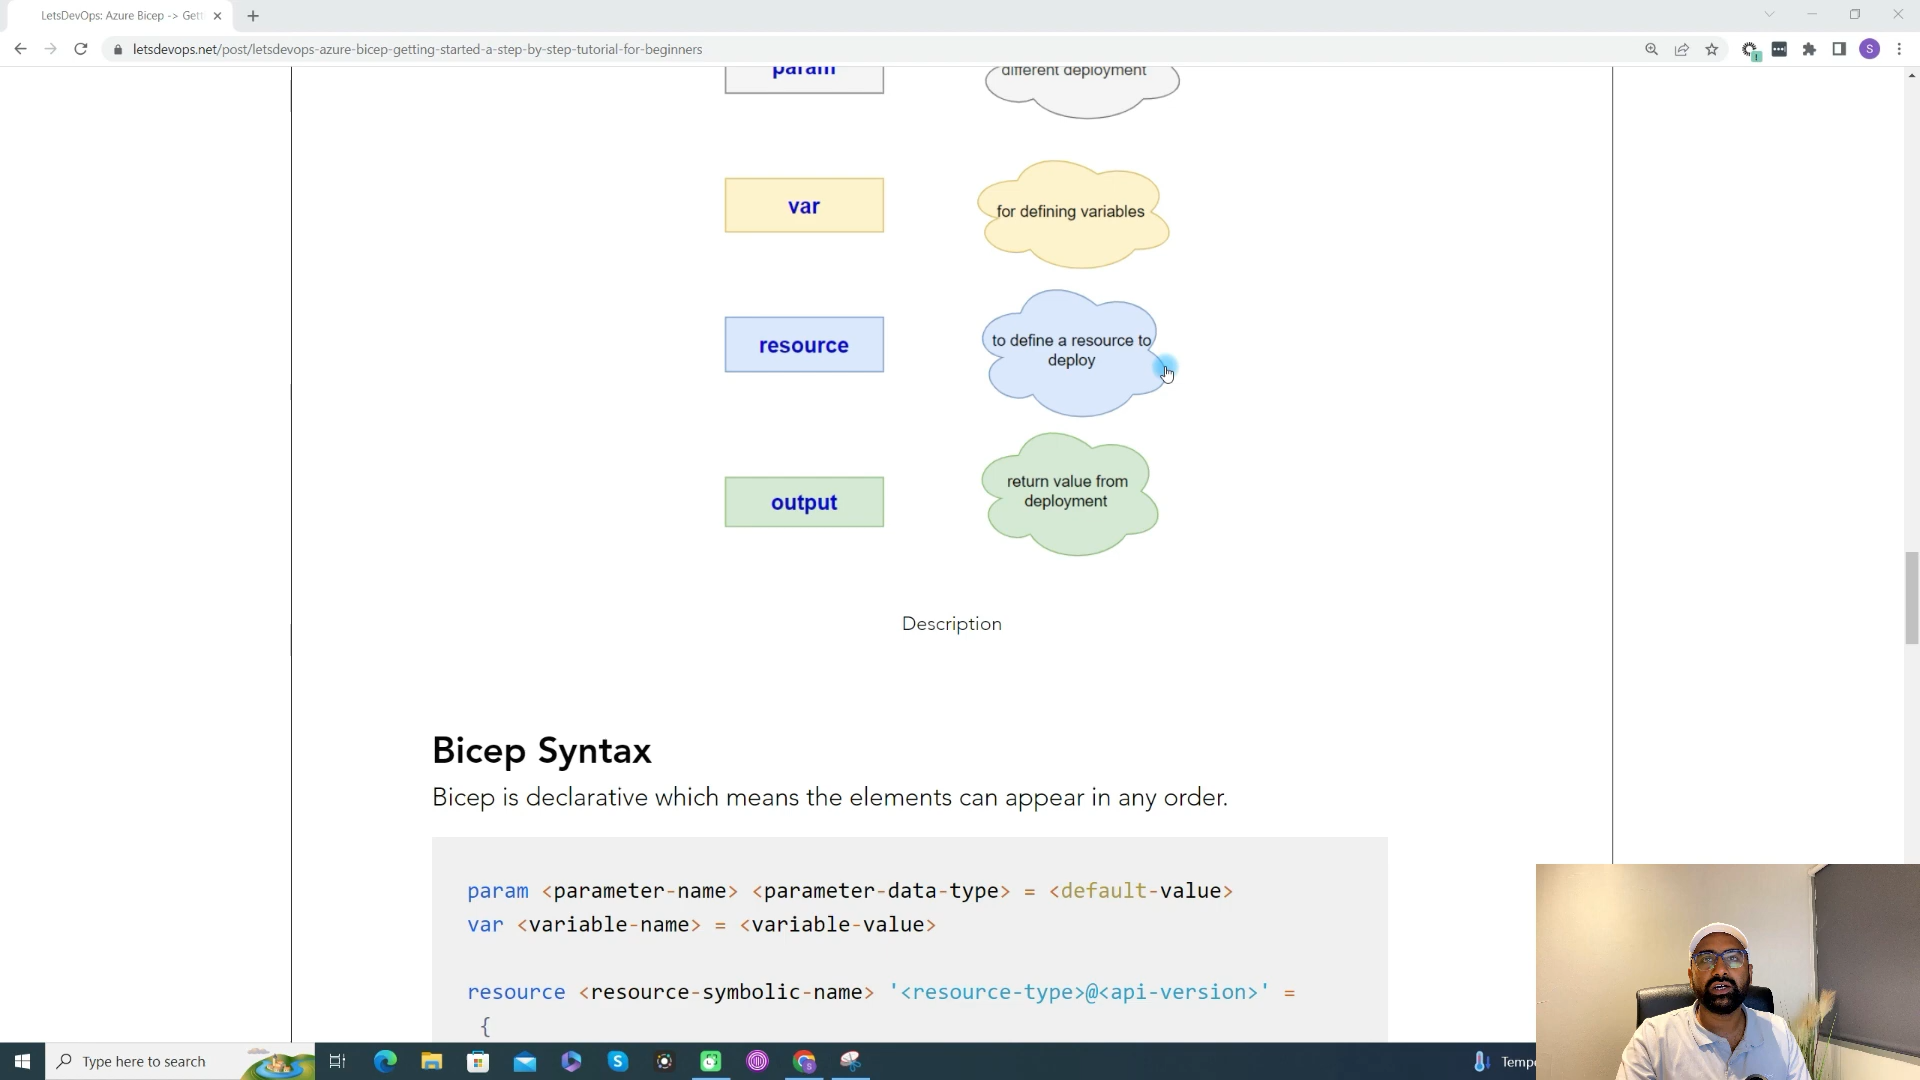 LetsDevOps: Azure Bicep -> Gett
letsdevops.net/post/letsdevops-azure-bicep-getting-started-a-step-by-step-tutorial-for-beginners
S
param
different deployment
var
for defining variables
resource
to define a resource to
deploy
output
return value from
deployment
Description
Bicep Syntax
Bicep is declarative which means the elements can appear in any order.
param <parameter-name> <parameter-data-type> = <default-value>
var <variable-name> = <variable-value>
resource <resource-symbolic-name> '<resource-type>@<api-version>' =
{
Type here to search
Tempe